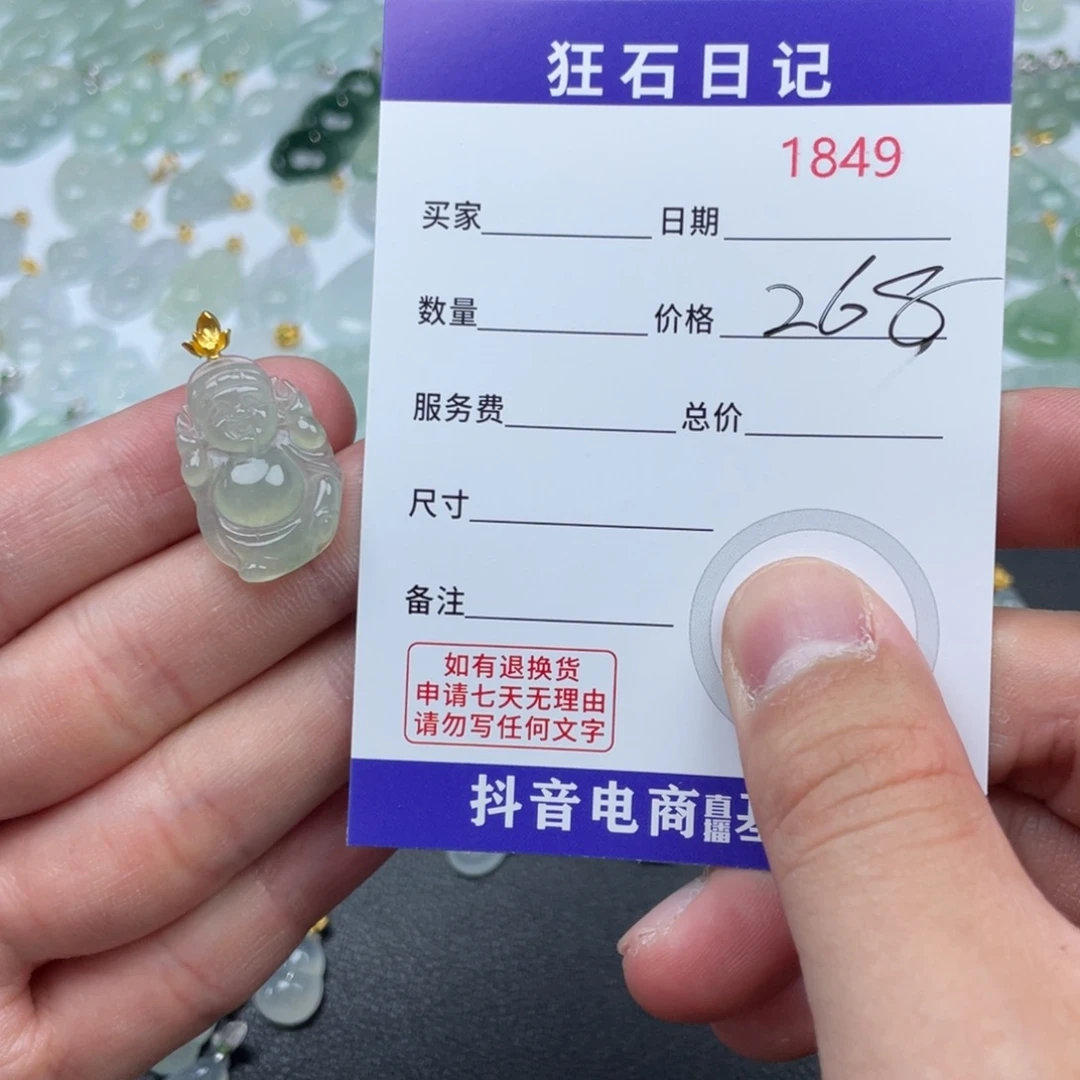 狂石日记
1849
买家 日期
数量 价格 268
服务费 总价
尺寸
备注
如有退换货
申请七天无理由
请勿写任何文字
抖音电商直播